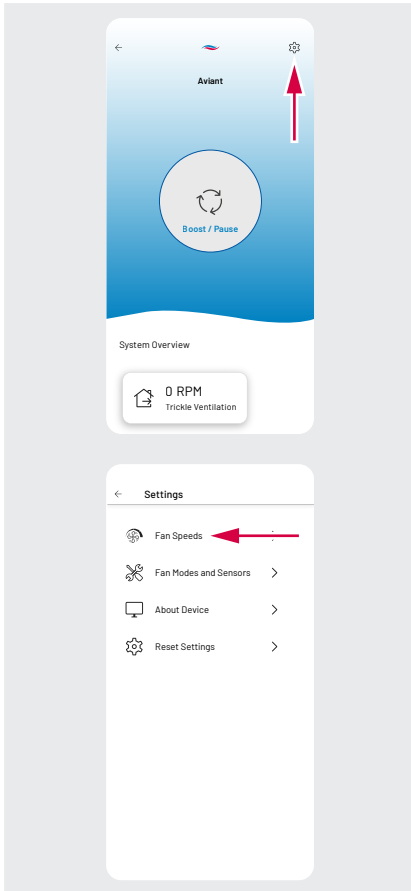 Aviant
Boost / Pause
System Overview
0 RPM
Trickle Ventilation
Settings
Fan Speeds
Fan Modes and Sensors
About Device
Reset Settings